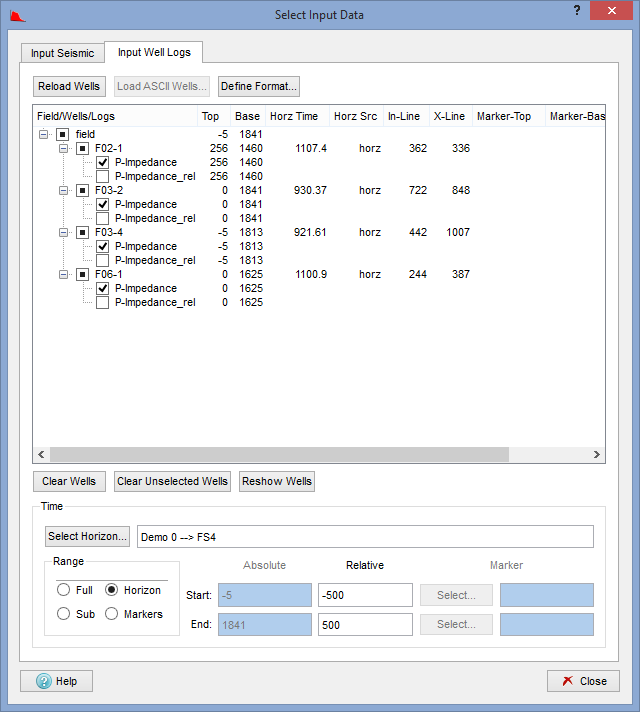 Select Input Data
?
Input Seismic Input Well Logs
Reload Wells Load ASCII Wells... Define Format...
Field/Wells/Logs Top Base Horz Time Horz Src In-Line X-Line Marker-Top Marker-Bas
field -5 1841
F02-1 256 1460 1107.4 horz 362 336
P-Impedance 256 1460
P-Impedance_rel 256 1460
F03-2 0 1841 930.37 horz 722 848
P-Impedance 0 1841
P-Impedance_rel 0 1841
F03-4 -5 1813 921.61 horz 442 1007
P-Impedance -5 1813
P-Impedance_rel -5 1813
F06-1 0 1625 1100.9 horz 244 387
P-Impedance 0 1625
P-Impedance_rel 0 1625
Clear Wells Clear Unselected Wells Reshow Wells
Time
Select Horizon... Demo 0 --> FS4
Range Absolute Relative Marker
Full Horizon Start: -5 -500 Select...
Sub Markers End: 1841 500 Select...
Help Close